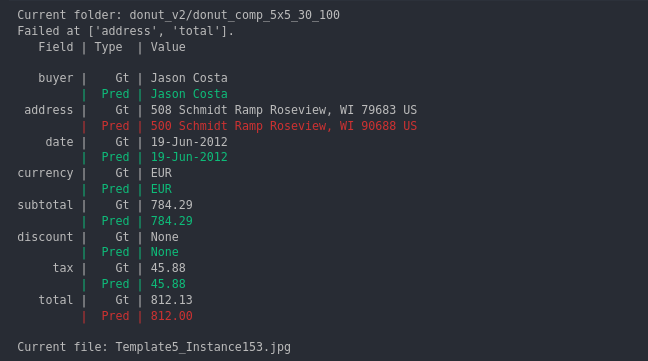 Current folder: donut_v2/donut_comp_5x5_30_100
Failed at ['address', 'total'].
Field | Type | Value
buyer | Gt | Jason Costa
| Pred | Jason Costa
address | Gt | 508 Schmidt Ramp Roseview, WI 79683 US
| Pred | 500 Schmidt Ramp Roseview, WI 90688 US
date | Gt | 19-Jun-2012
| Pred | 19-Jun-2012
currency | Gt | EUR
| Pred | EUR
subtotal | Gt | 784.29
| Pred | 784.29
discount | Gt | None
| Pred | None
tax | Gt | 45.88
| Pred | 45.88
total | Gt | 812.13
| Pred | 812.00
Current file: Template5_Instance153.jpg